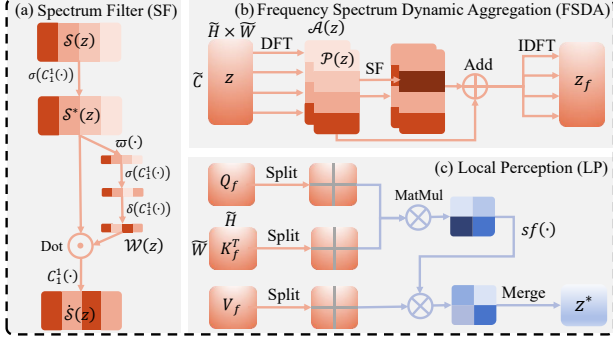 (a) Spectrum Filter (SF)
𝒮(z)
σ(C₁¹(·))
𝒮*(z)
ϖ(·)
σ(C₁¹(·))
δ(C₁¹(·))
Dot
𝒲(z)
C₁¹(·)
Ŝ(z)
(b) Frequency Spectrum Dynamic Aggregation (FSDA)
H̃ × W̃
𝒜(z)
DFT
𝒫(z)
SF
Add
IDFT
C̃
z
z_f
(c) Local Perception (LP)
Q_f
Split
MatMul
H̃
W̃
K_f^T
Split
sf(·)
V_f
Split
Merge
z*